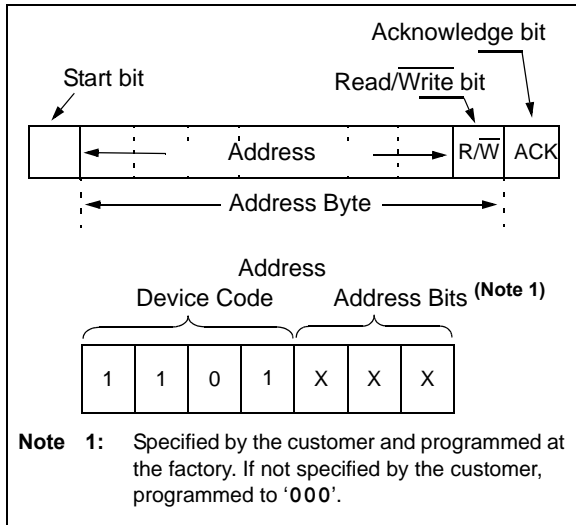 Acknowledge bit
Start bit
Read/Write bit
Address
R/W
ACK
Address Byte
Address
Device Code
Address Bits (Note 1)
1 1 0 1 X X X
Note 1: Specified by the customer and programmed at
the factory. If not specified by the customer,
programmed to ‘000’.